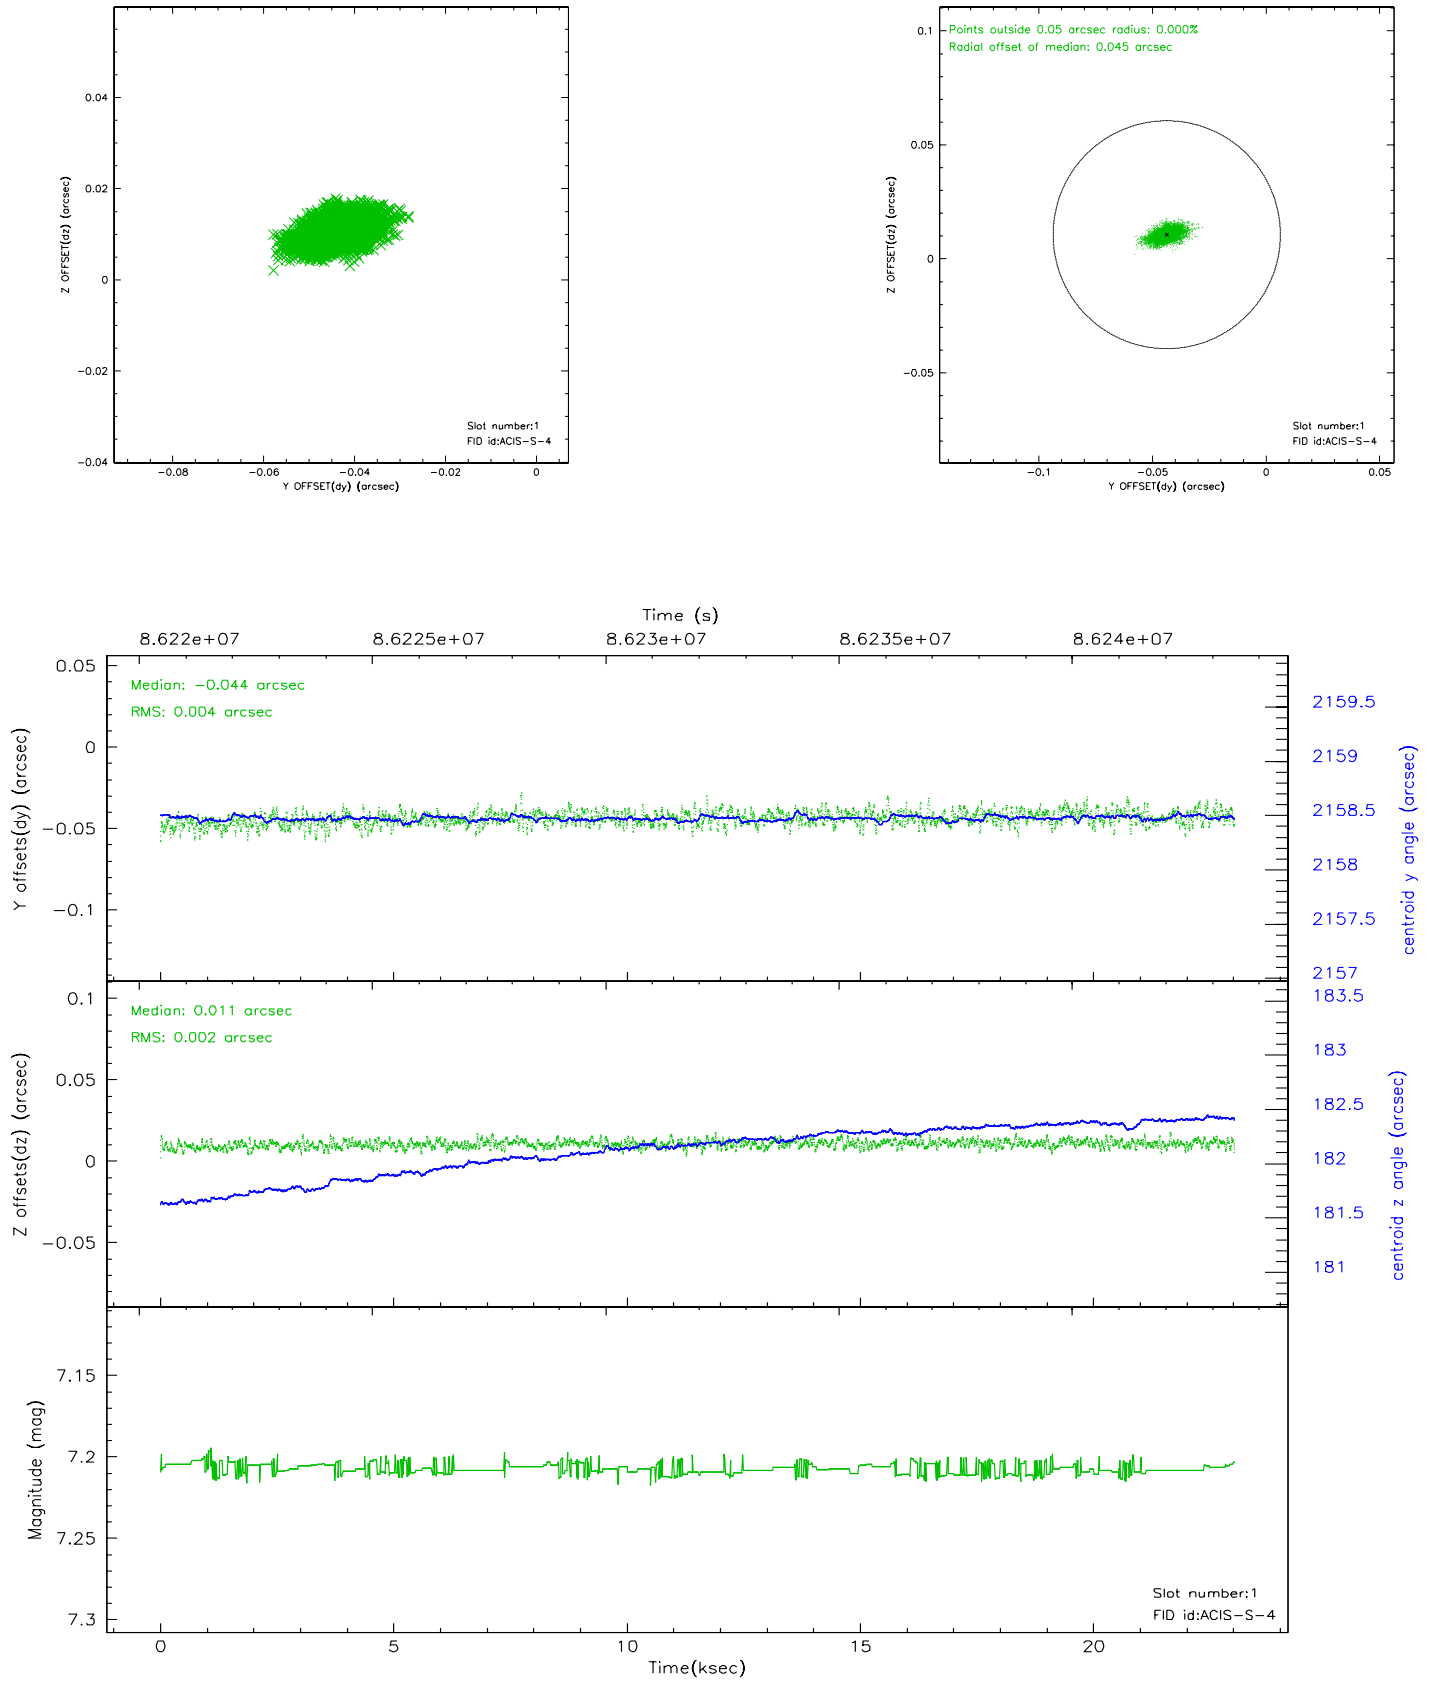 0.04
0.02
0
−0.02
−0.04
Z OFFSET(dz) (arcsec)
Slot number:1
FID id:ACIS−S−4
−0.08
−0.06
−0.04
−0.02
0
Y OFFSET(dy) (arcsec)
Points outside 0.05 arcsec radius: 0.000%
Radial offset of median: 0.045 arcsec
0.1
0.05
0
−0.05
Z OFFSET(dz) (arcsec)
Slot number:1
FID id:ACIS−S−4
−0.1
−0.05
0
0.05
Y OFFSET(dy) (arcsec)
Time (s)
8.622e+07
8.6225e+07
8.623e+07
8.6235e+07
8.624e+07
Median: −0.044 arcsec
RMS: 0.004 arcsec
0.05
0
−0.05
−0.1
Y offsets(dy) (arcsec)
2159.5
2159
2158.5
2158
2157.5
2157
centroid y angle (arcsec)
Median: 0.011 arcsec
RMS: 0.002 arcsec
0.1
0.05
0
−0.05
Z offsets(dz) (arcsec)
183.5
183
182.5
182
181.5
181
centroid z angle (arcsec)
7.15
7.2
7.25
7.3
Magnitude (mag)
Slot number:1
FID id:ACIS−S−4
0
5
10
15
20
Time(ksec)